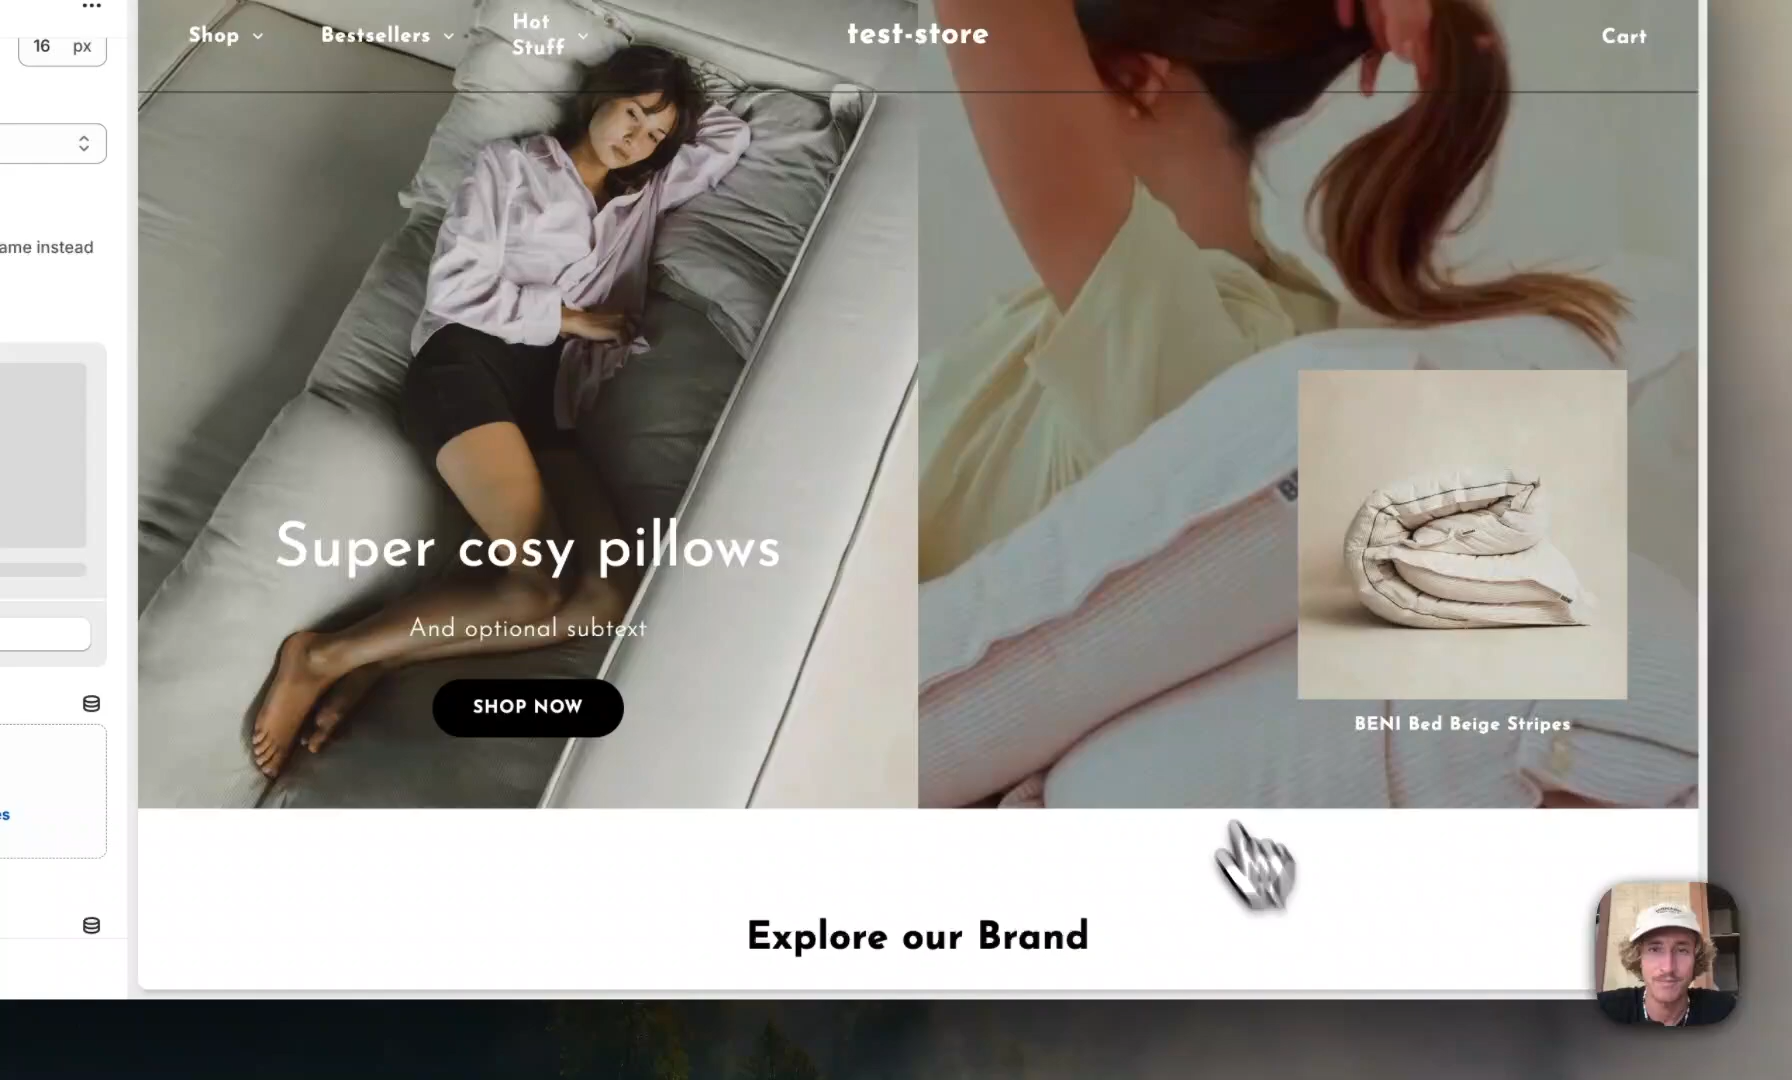 16 px
ame instead
es
Shop
Bestsellers
Hot
Stuff
test-store
Cart
Super cosy pillows
And optional subtext
SHOP NOW
BENI Bed Beige Stripes
Explore our Brand